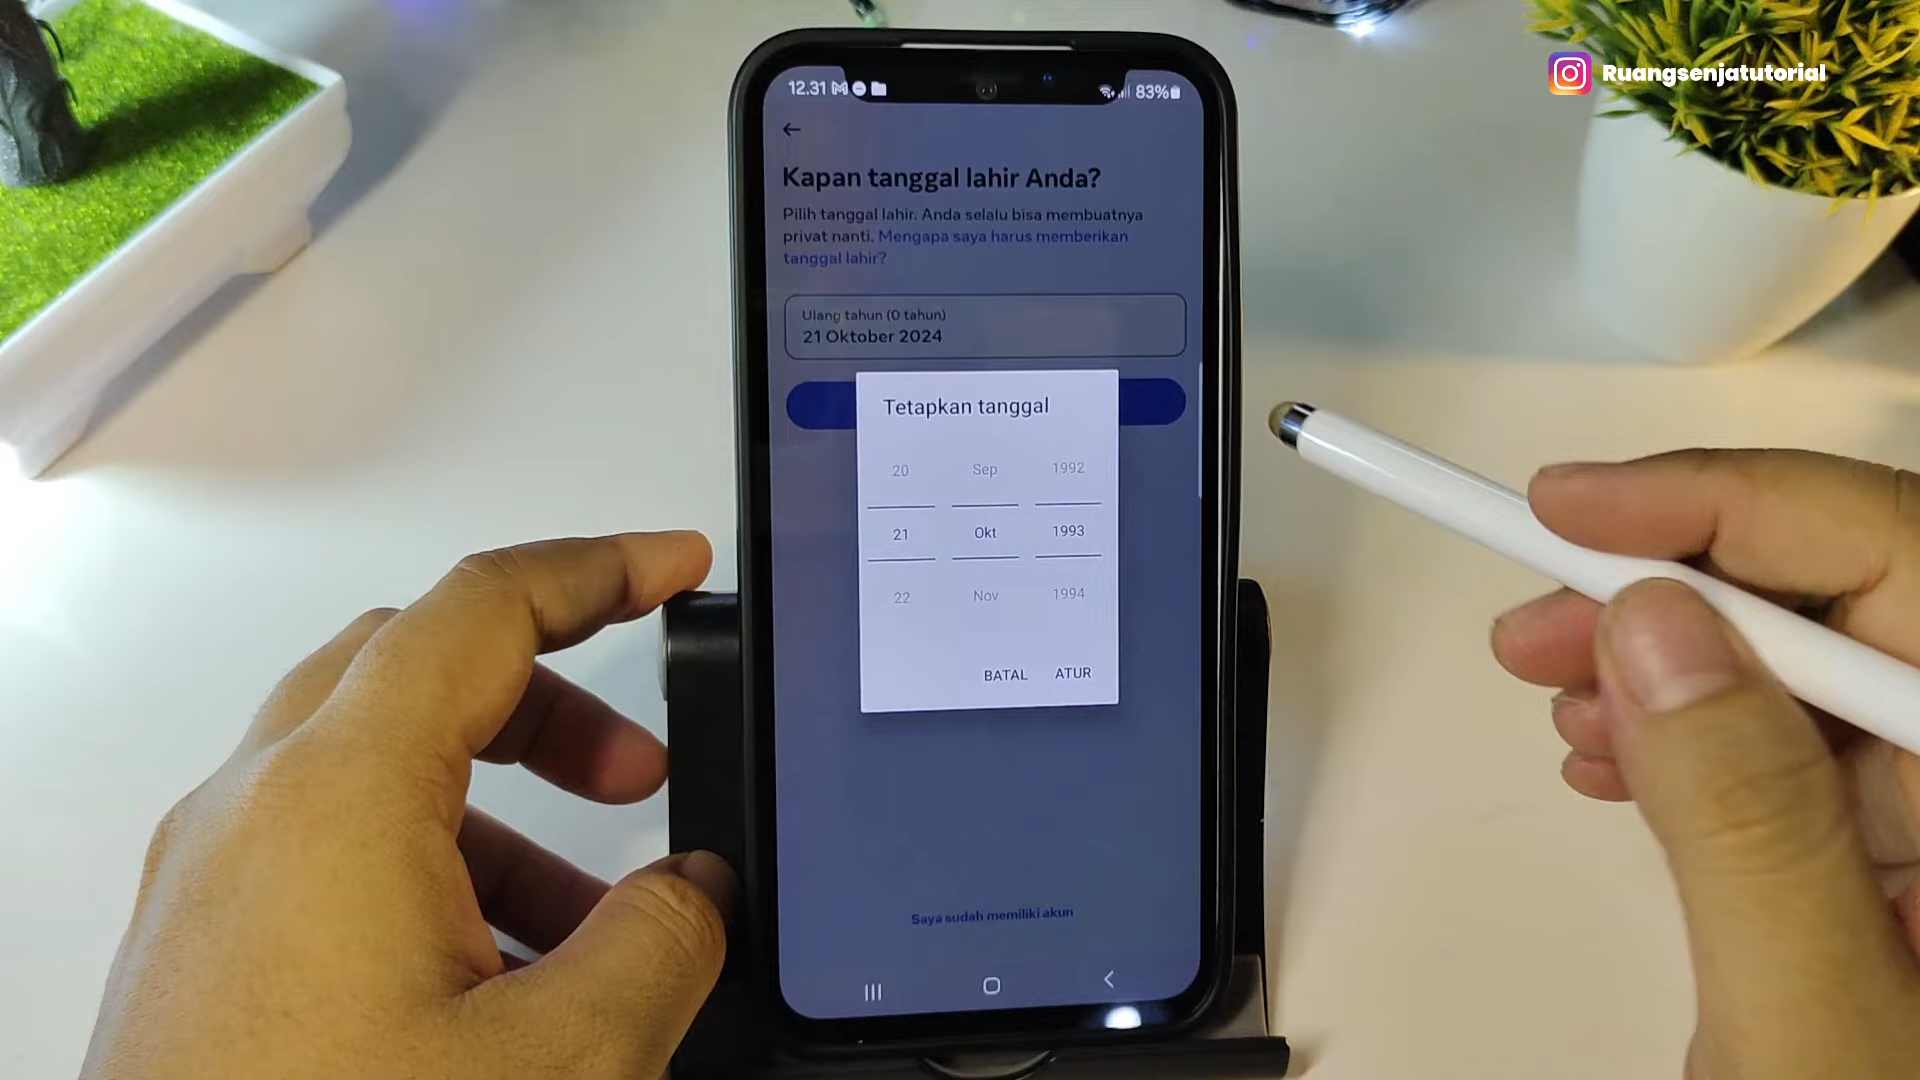 Ruangsenjatutorial
12.31
83%
Kapan tanggal lahir Anda?
Pilih tanggal lahir. Anda selalu bisa membuatnya
privat nanti. Mengapa saya harus memberikan
tanggal lahir?
Ulang tahun (0 tahun)
21 Oktober 2024
Tetapkan tanggal
20 Sep 1992
21 Okt 1993
22 Nov 1994
BATAL ATUR
Saya sudah memiliki akun